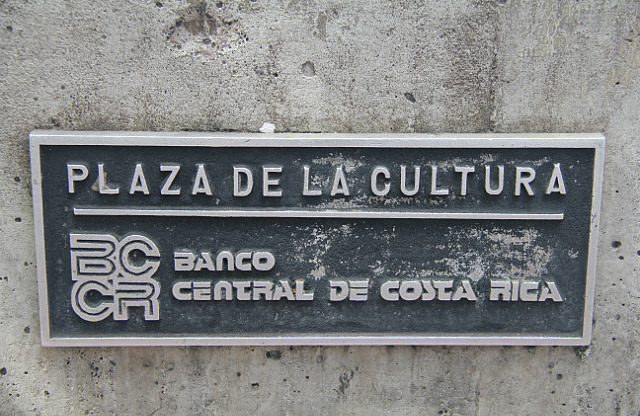 PLAZA DE LA CULTURA
BC
CR
BANCO
CENTRAL DE COSTA RICA